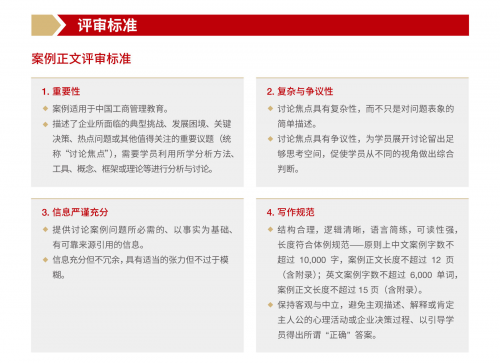 评审标准
案例正文评审标准
1. 重要性
案例适用于中国工商管理教育。
描述了企业所面临的典型挑战、发展困境、关键
决策、热点问题或其他值得关注的重要议题（统
称“讨论焦点”），需要学员利用所学分析方法、
工具、概念、框架或理论等进行分析与讨论。
2. 复杂与争议性
讨论焦点具有复杂性，而不只是对问题表象的
简单描述。
讨论焦点具有争议性，为学员展开讨论留出足
够思考空间，促使学员从不同的视角做出综合
判断。
3. 信息严谨充分
提供讨论案例问题所必需的、以事实为基础、
有可靠来源引用的信息。
信息充分但不冗余，具有适当的张力但不过于模
糊。
4. 写作规范
结构合理，逻辑清晰，语言简练，可读性强，
长度符合体例规范——原则上中文案例字数不
超过 10,000 字，案例正文长度不超过 12 页
（含附录）；英文案例字数不超过 6,000 单词，
案例正文长度不超过 15 页（含附录）。
保持客观与中立，避免主观描述、解释或肯定
主人公的心理活动或企业决策过程、以引导学
员得出所谓“正确”答案。